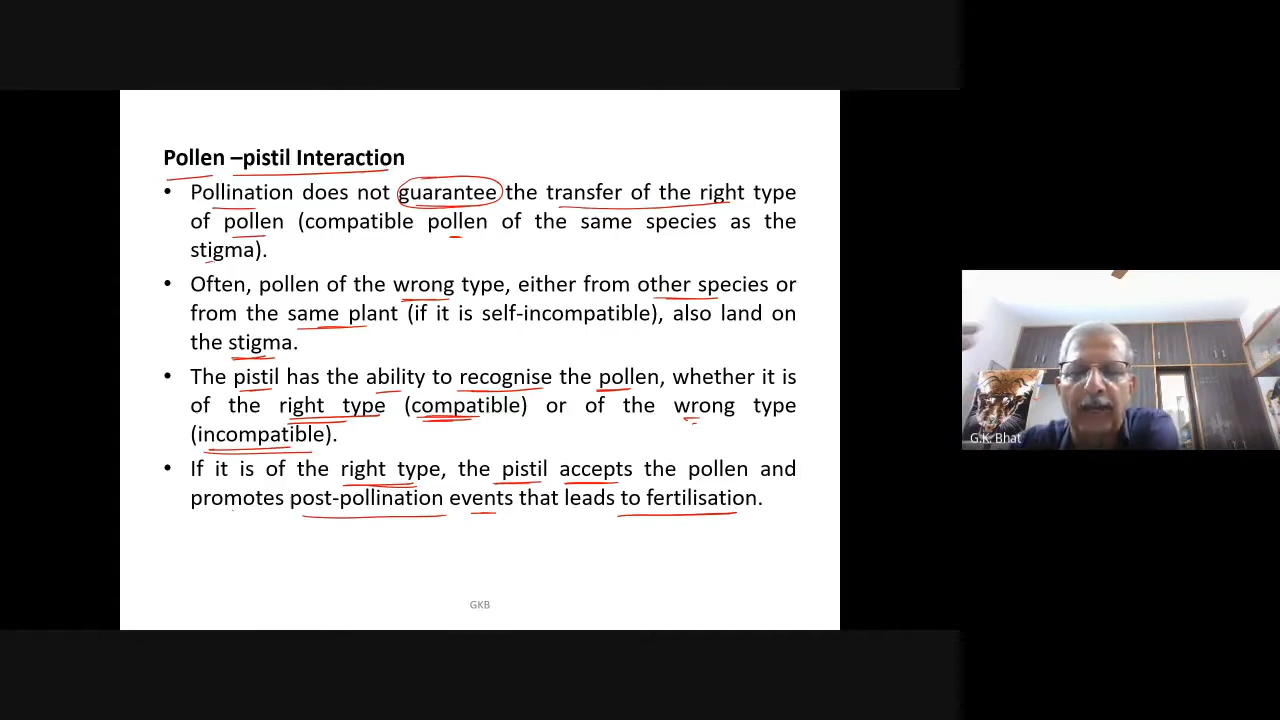 Pollen –pistil Interaction
• Pollination does not guarantee the transfer of the right type
of pollen (compatible pollen of the same species as the
stigma).
• Often, pollen of the wrong type, either from other species or
from the same plant (if it is self-incompatible), also land on
the stigma.
• The pistil has the ability to recognise the pollen, whether it is
of the right type (compatible) or of the wrong type
(incompatible).
• If it is of the right type, the pistil accepts the pollen and
promotes post-pollination events that leads to fertilisation.
GKB
G.K. Bhat